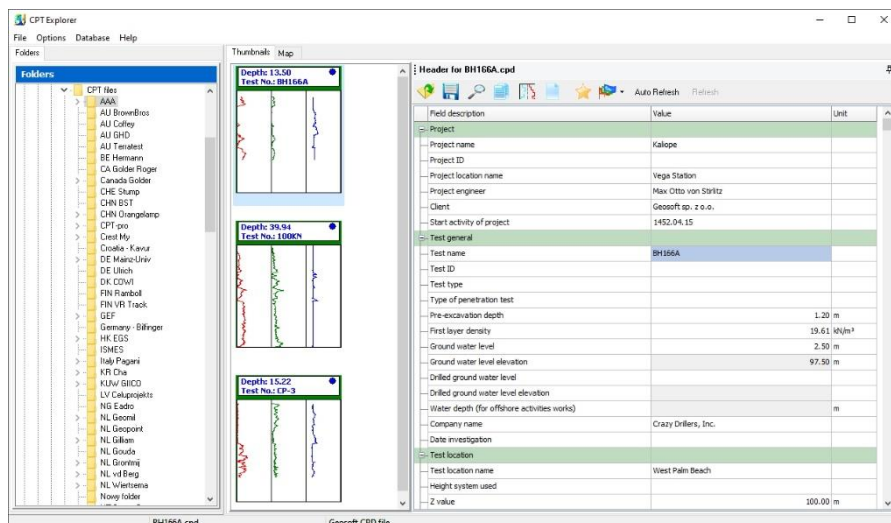 CPT Explorer
File Options Database Help
Folders
Thumbnails Map
Folders
CPT files
AAA
AU BrownBros
AU Coffey
AU GHD
AU Terratest
BE Hermann
CA Golder Roger
Canada Golder
CHE Stump
CHN BST
CHN Orangelamp
CPT-pro
Crest My
Croatia - Kavur
DE Mainz-Univ
DE Ulrich
DK COWI
FIN Ramboll
FIN VR Track
GEF
Germany - Bilfinger
HK EGS
ISMES
Italy Pagani
KR Cha
KUW GIICO
LV Celuprojekts
NG Eadro
NL Geomil
NL Geopoint
NL Gilliam
NL Gouda
NL Grontmij
NL vd Berg
NL Wiertsema
Nowy folder
Depth: 13.50
Test No.: BH166A
Depth: 39.94
Test No.: 100KN
Depth: 15.22
Test No.: CP-3
Header for BH166A.cpd
Auto Refresh Refresh
Field description Value Unit
Project
Project name Kaliope
Project ID
Project location name Vega Station
Project engineer Max Otto von Stirlitz
Client Geosoft sp. z o.o.
Start activity of project 1452.04.15
Test general
Test name BH166A
Test ID
Test type
Type of penetration test
Pre-excavation depth 1.20 m
First layer density 19.61 kN/m³
Ground water level 2.50 m
Ground water level elevation 97.50 m
Drilled ground water level
Drilled ground water level elevation
Water depth (for offshore activities works) m
Company name Crazy Drillers, Inc.
Date investigation
Test location
Test location name West Palm Beach
Height system used
Z value 100.00 m
BH166A.cpd Geosoft CPD file